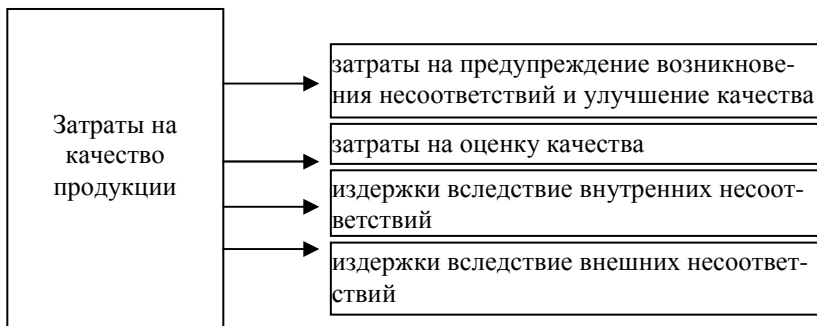 Затраты на
качество
продукции
затраты на предупреждение возникнове-
ния несоответствий и улучшение качества
затраты на оценку качества
издержки вследствие внутренних несоот-
ветствий
издержки вследствие внешних несоответ-
ствий